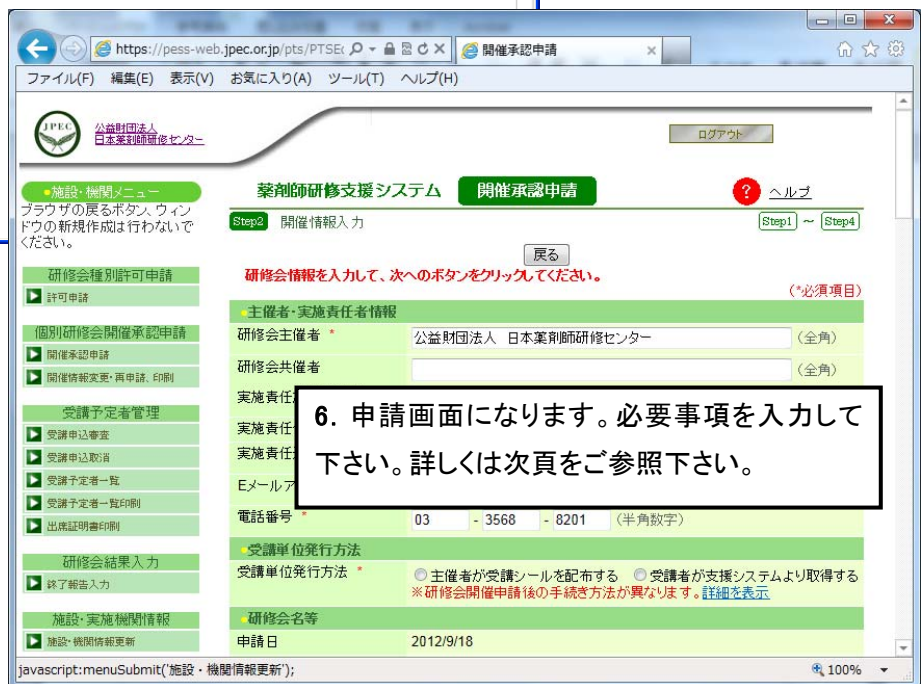 https://pess-web.jpec.or.jp/pts/PTSE
開催承認申請
ファイル(F) 編集(E) 表示(V) お気に入り(A) ツール(T) ヘルプ(H)
JPEC
公益財団法人
日本薬剤師研修センター
ログアウト
施設・機関メニュー
ブラウザの戻るボタン、ウィン
ドウの新規作成は行わないで
ください。
研修会種別許可申請
許可申請
個別研修会開催承認申請
開催承認申請
開催情報変更・再申請、印刷
受講予定者管理
受講申込審査
受講申込取消
受講予定者一覧
受講予定者一覧印刷
出席証明書印刷
研修会結果入力
終了報告入力
施設・実施機関情報
施設・機関情報更新
薬剤師研修支援システム 開催承認申請 ? ヘルプ
Step2 開催情報入力 Step1 ~ Step4
戻る
研修会情報を入力して、次へのボタンをクリックしてください。
(*必須項目)
主催者・実施責任者情報
研修会主催者 * 公益財団法人 日本薬剤師研修センター (全角)
研修会共催者 (全角)
実施責任
実施責任
実施責任
Eメールア
6. 申請画面になります。必要事項を入力して
下さい。詳しくは次頁をご参照下さい。
電話番号 * 03 - 3568 - 8201 (半角数字)
受講単位発行方法
受講単位発行方法 * 主催者が受講シールを配布する 受講者が支援システムより取得する
※研修会開催申請後の手続き方法が異なります。詳細を表示
研修会名等
申請日 2012/9/18
javascript:menuSubmit('施設・機関情報更新');
100%